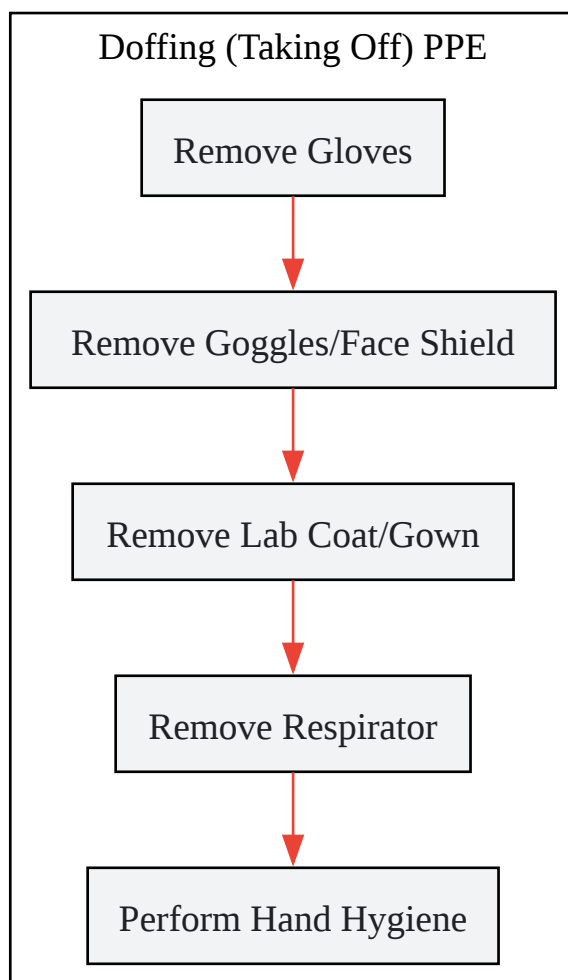 Doffing (Taking Off) PPE
Remove Gloves
Remove Goggles/Face Shield
Remove Lab Coat/Gown
Remove Respirator
Perform Hand Hygiene